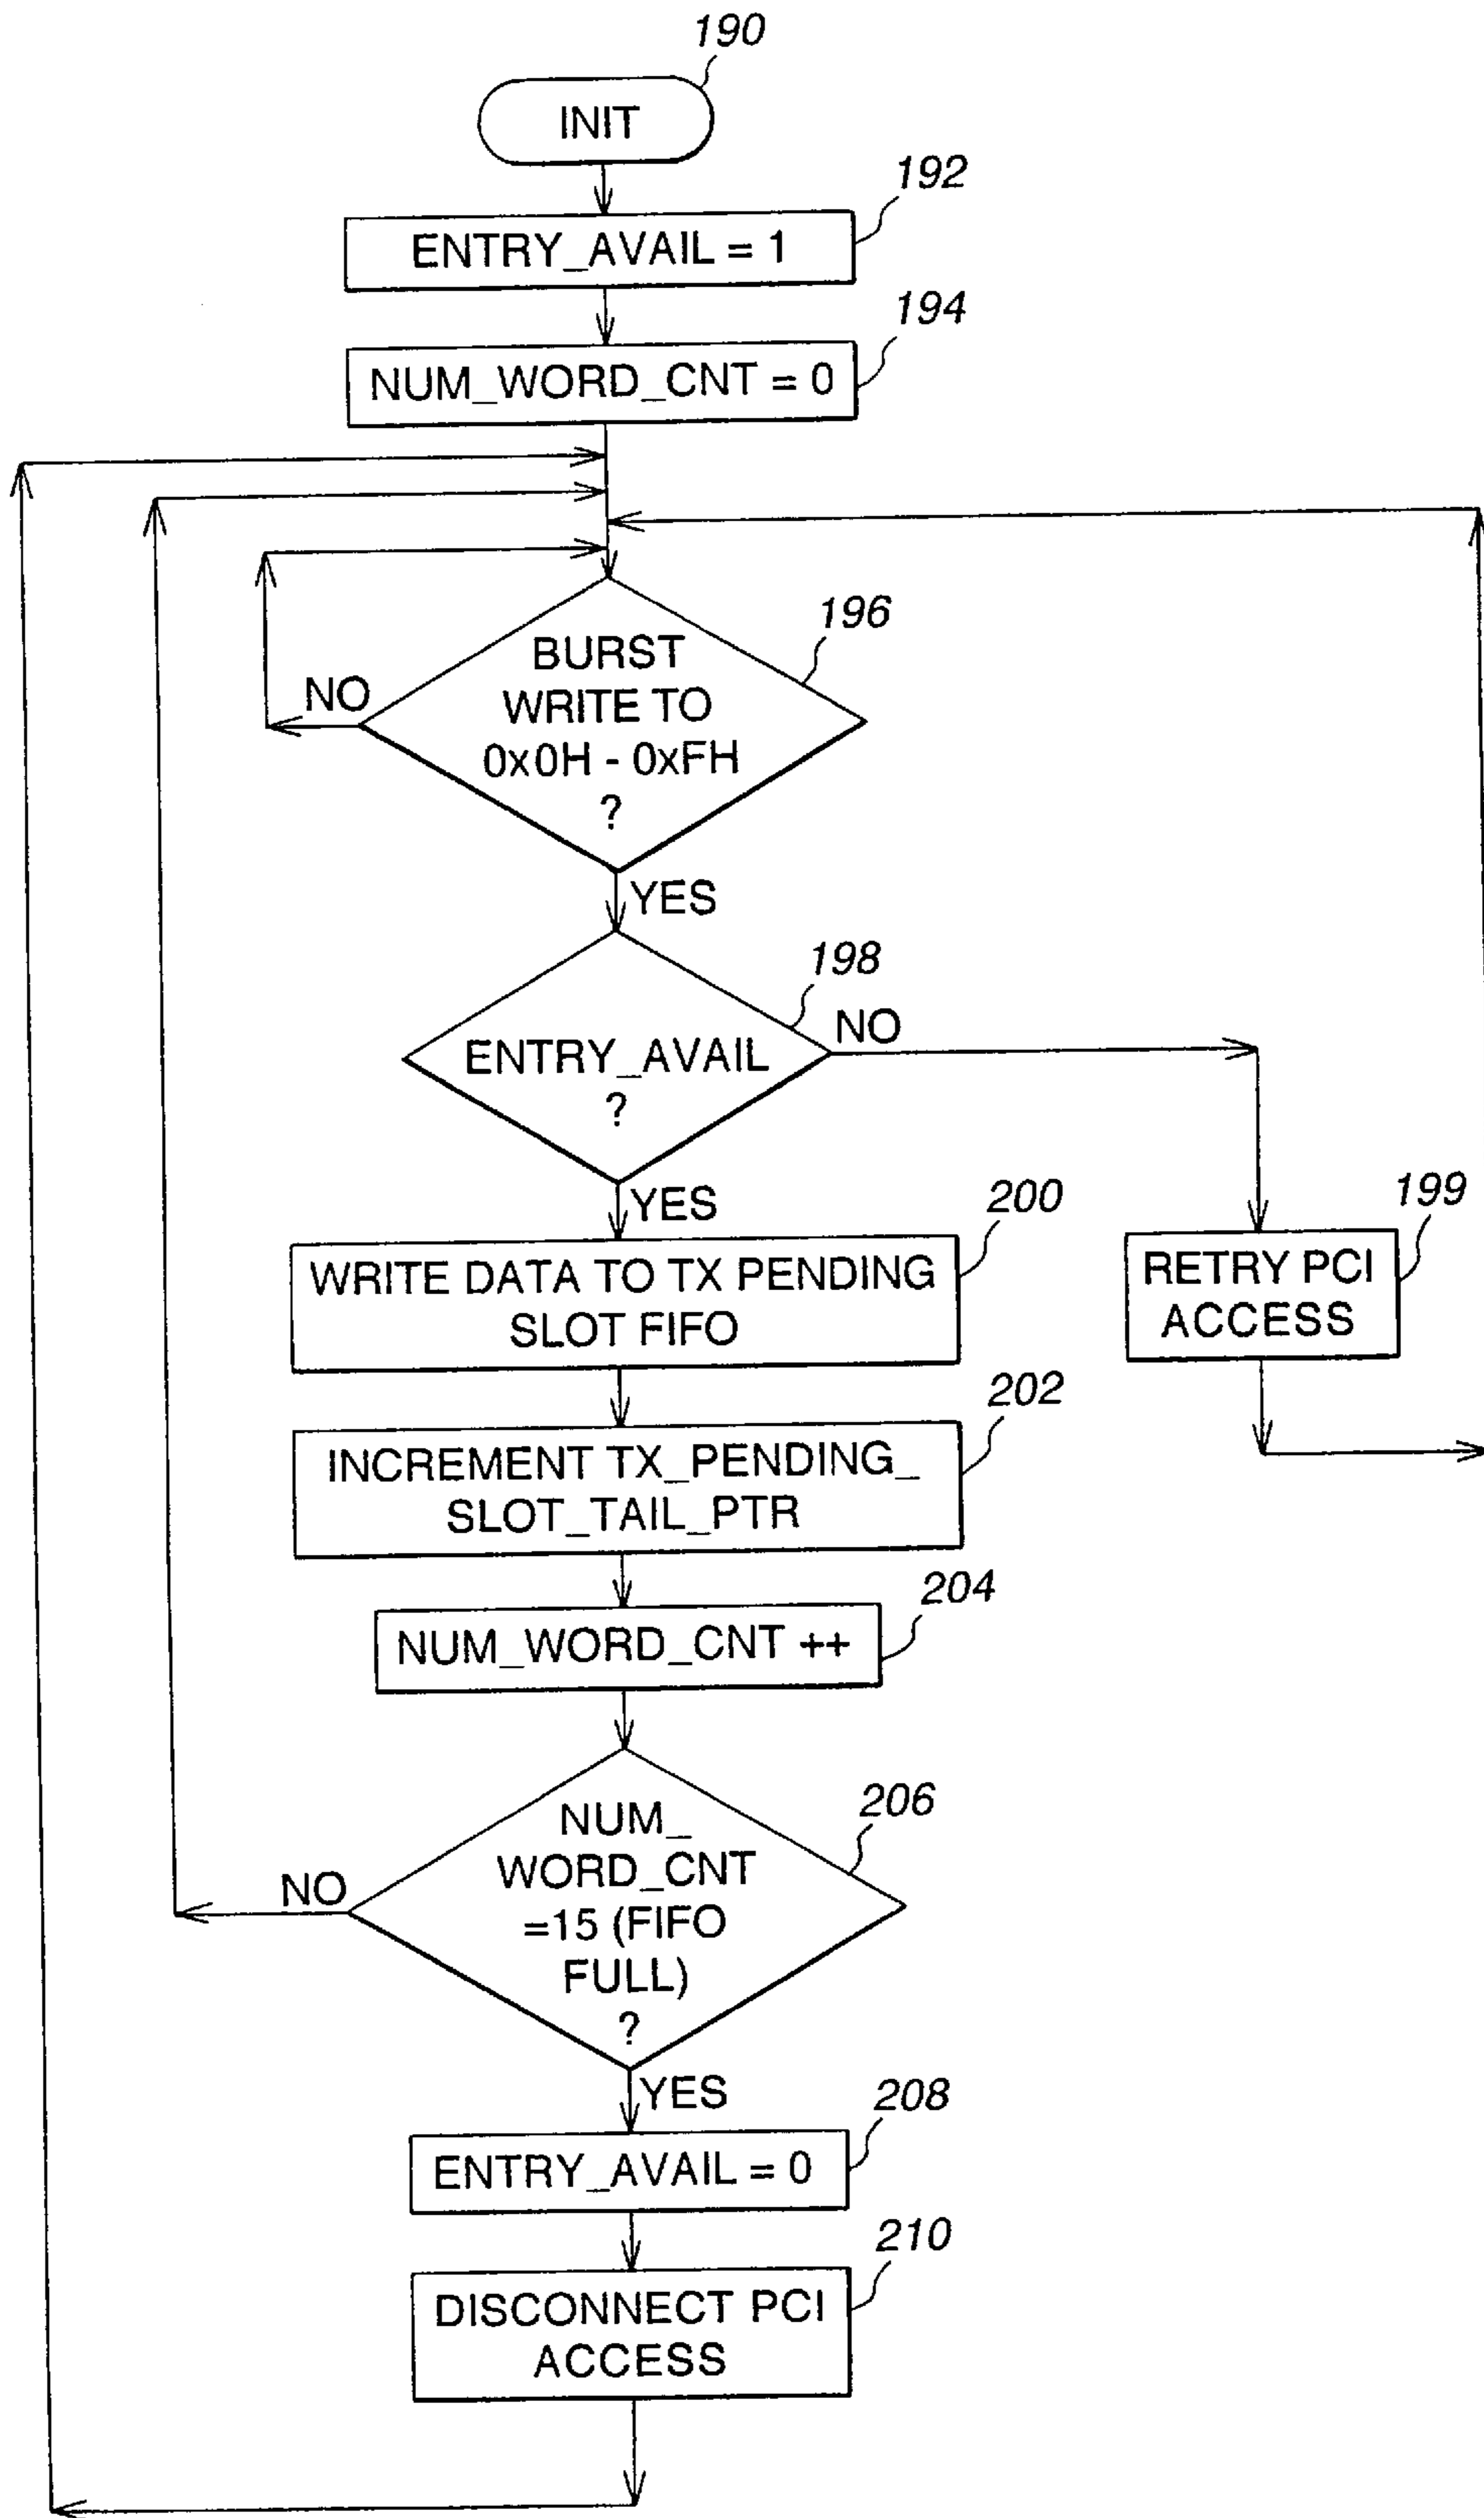 190
INIT
192
ENTRY_AVAIL = 1
194
NUM_WORD_CNT = 0
196
BURST
WRITE TO
0x0H - 0xFH
?
NO
YES
198
ENTRY_AVAIL
?
NO
YES
199
RETRY PCI
ACCESS
200
WRITE DATA TO TX PENDING
SLOT FIFO
202
INCREMENT TX_PENDING_
SLOT_TAIL_PTR
204
NUM_WORD_CNT ++
206
NUM_
WORD_CNT
=15 (FIFO
FULL)
?
NO
YES
208
ENTRY_AVAIL = 0
210
DISCONNECT PCI
ACCESS